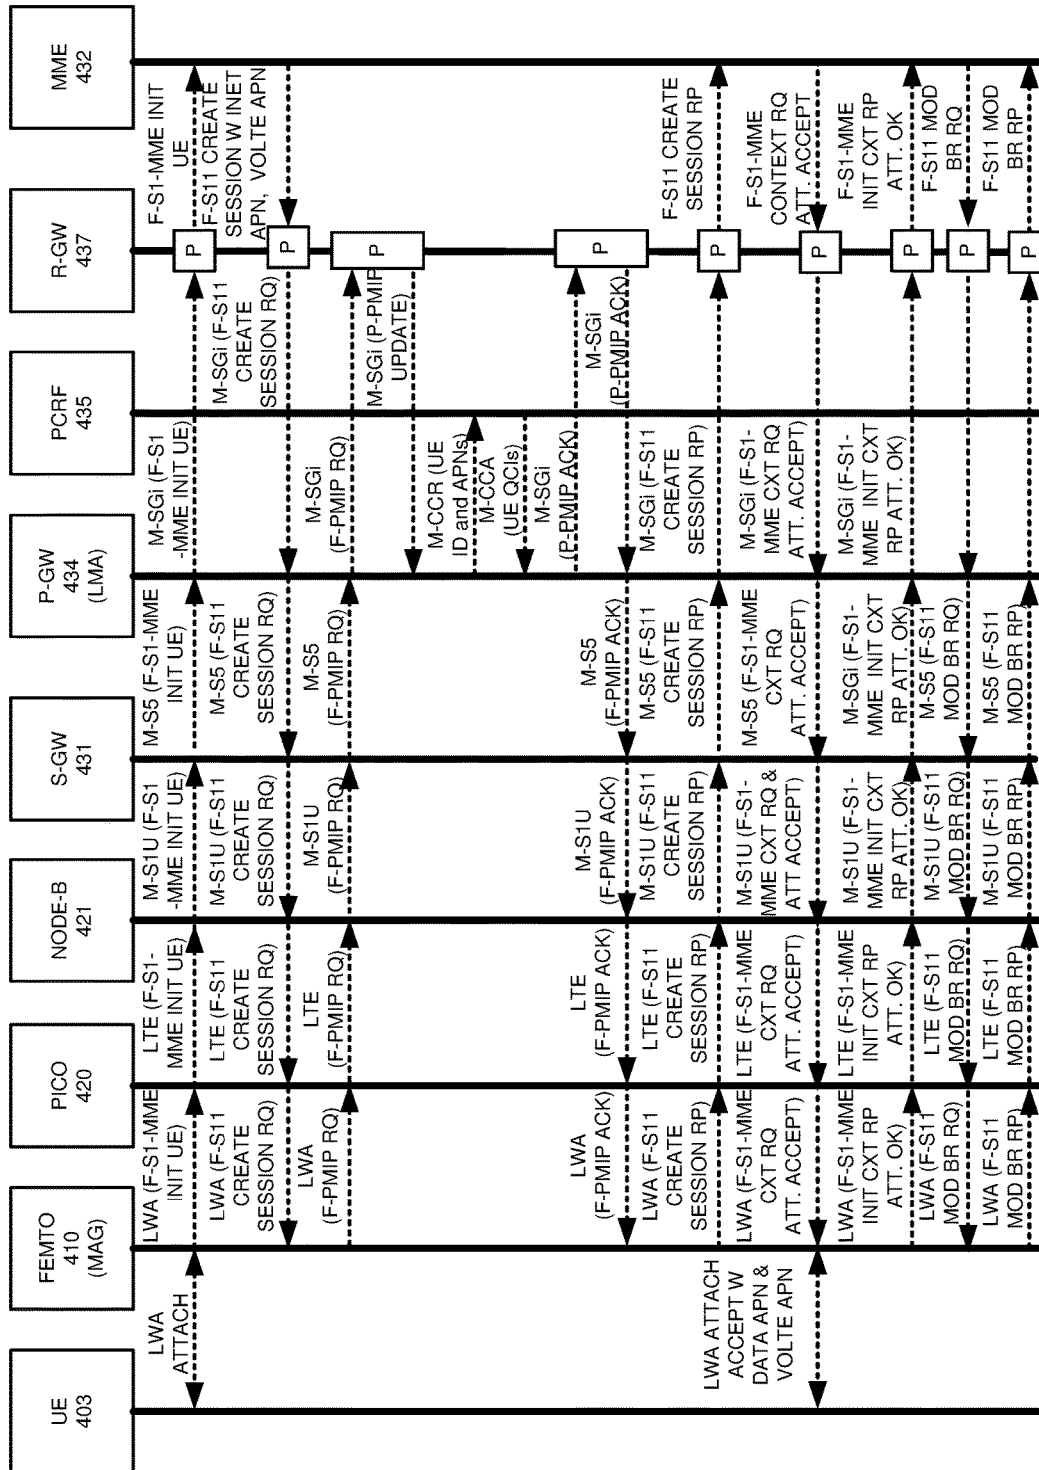 UE
403
FEMTO
410
(MAG)
PICO
420
NODE-B
421
S-GW
431
P-GW
434
(LMA)
PCRF
435
R-GW
437
MME
432
LWA
ATTACH
LWA (F-S1-MME
INIT UE)
LTE (F-S1-
MME INIT UE)
M-S1U (F-S1
-MME INIT UE)
M-S5 (F-S1-MME
INIT UE)
M-SGi (F-S1
-MME INIT UE)
P
F-S1-MME INIT
UE
LWA (F-S11
CREATE
SESSION RQ)
LTE (F-S11
CREATE
SESSION RQ)
M-S1U (F-S11
CREATE
SESSION RQ)
M-S5 (F-S11
CREATE
SESSION RQ)
M-SGi (F-S11
CREATE
SESSION RQ)
P
F-S11 CREATE
SESSION W INET
APN, VOLTE APN
LWA
(F-PMIP RQ)
LTE
(F-PMIP RQ)
M-S1U
(F-PMIP RQ)
M-S5
(F-PMIP RQ)
M-SGi
(F-PMIP RQ)
P
M-SGi (P-PMIP
UPDATE)
M-CCR (UE
ID and APNs)
M-CCA
(UE QCIs)
M-SGi
(P-PMIP ACK)
P
M-SGi
(P-PMIP ACK)
M-S5
(F-PMIP ACK)
M-S1U
(F-PMIP ACK)
LTE
(F-PMIP ACK)
LWA
(F-PMIP ACK)
LWA (F-S11
CREATE
SESSION RP)
LTE (F-S11
CREATE
SESSION RP)
M-S1U (F-S11
CREATE
SESSION RP)
M-S5 (F-S11
CREATE
SESSION RP)
M-SGi (F-S11
CREATE
SESSION RP)
P
F-S11 CREATE
SESSION RP
LWA ATTACH
ACCEPT W
DATA APN &
VOLTE APN
LWA (F-S1-MME
CXT RQ
ATT. ACCEPT)
LTE (F-S1-MME
CXT RQ
ATT. ACCEPT)
M-S1U (F-S1-
MME CXT RQ &
ATT ACCEPT)
M-S5 (F-S1-MME
CXT RQ
ATT. ACCEPT)
M-SGi (F-S1-
MME CXT RQ
ATT. ACCEPT)
P
F-S1-MME
CONTEXT RQ
ATT. ACCEPT
LWA (F-S1-MME
INIT CXT RP
ATT. OK)
LTE (F-S1-MME
INIT CXT RP
ATT. OK)
M-S1U (F-S1-
MME INIT CXT
RP ATT. OK)
M-SGi (F-S1-
MME INIT CXT
RP ATT. OK)
M-SGi (F-S1-
MME INIT CXT
RP ATT. OK)
P
F-S1-MME
INIT CXT RP
ATT. OK
LWA (F-S11
MOD BR RQ)
LTE (F-S11
MOD BR RQ)
M-S1U (F-S11
MOD BR RQ)
M-S5 (F-S11
MOD BR RQ)
P
F-S11 MOD
BR RQ
LWA (F-S11
MOD BR RP)
LTE (F-S11
MOD BR RP)
M-S1U (F-S11
MOD BR RP)
M-S5 (F-S11
MOD BR RP)
P
F-S11 MOD
BR RP